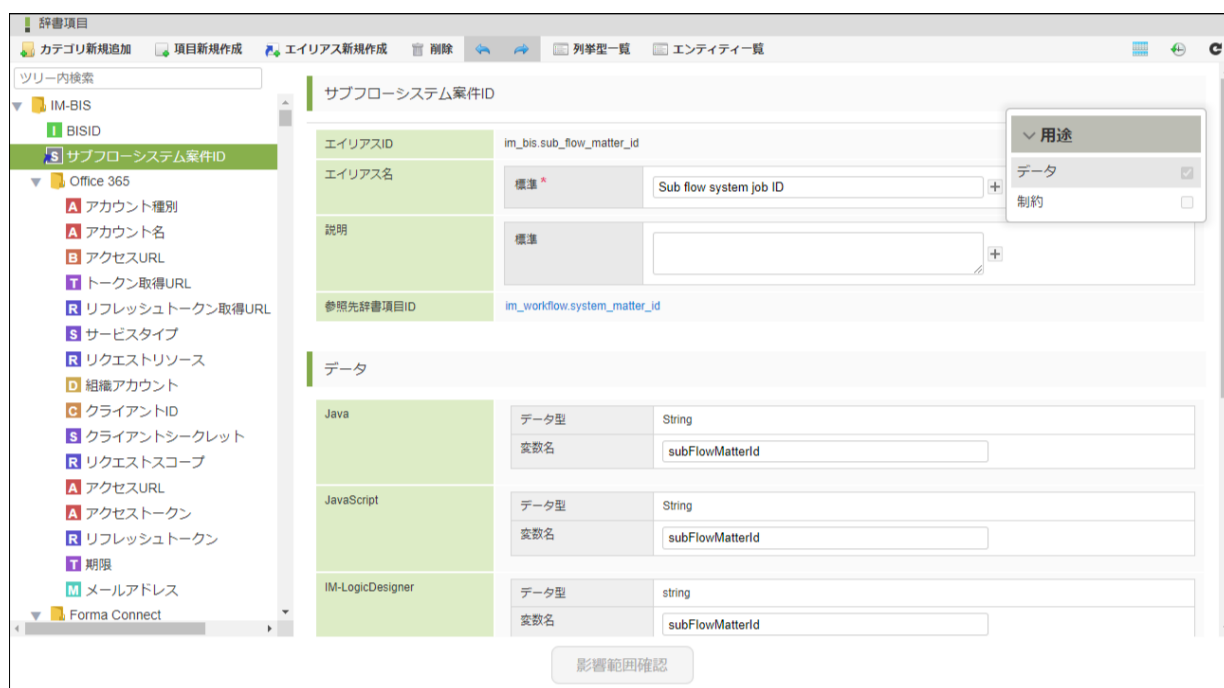 辞書項目
カテゴリ新規追加 項目新規作成 エイリアス新規作成 削除 列挙型一覧 エンティティ一覧
ツリー内検索
IM-BIS
I BISID
S サブフローシステム案件ID
Office 365
A アカウント種別
A アカウント名
B アクセスURL
T トークン取得URL
R リフレッシュトークン取得URL
S サービスタイプ
R リクエストリソース
D 組織アカウント
C クライアントID
S クライアントシークレット
R リクエストスコープ
A アクセスURL
A アクセストークン
R リフレッシュトークン
T 期限
M メールアドレス
Forma Connect
サブフローシステム案件ID
エイリアスID im_bis.sub_flow_matter_id
エイリアス名 標準 * Sub flow system job ID
説明 標準
参照先辞書項目ID im_workflow.system_matter_id
用途
データ
制約
データ
Java データ型 String
変数名 subFlowMatterId
JavaScript データ型 String
変数名 subFlowMatterId
IM-LogicDesigner データ型 string
変数名 subFlowMatterId
影響範囲確認